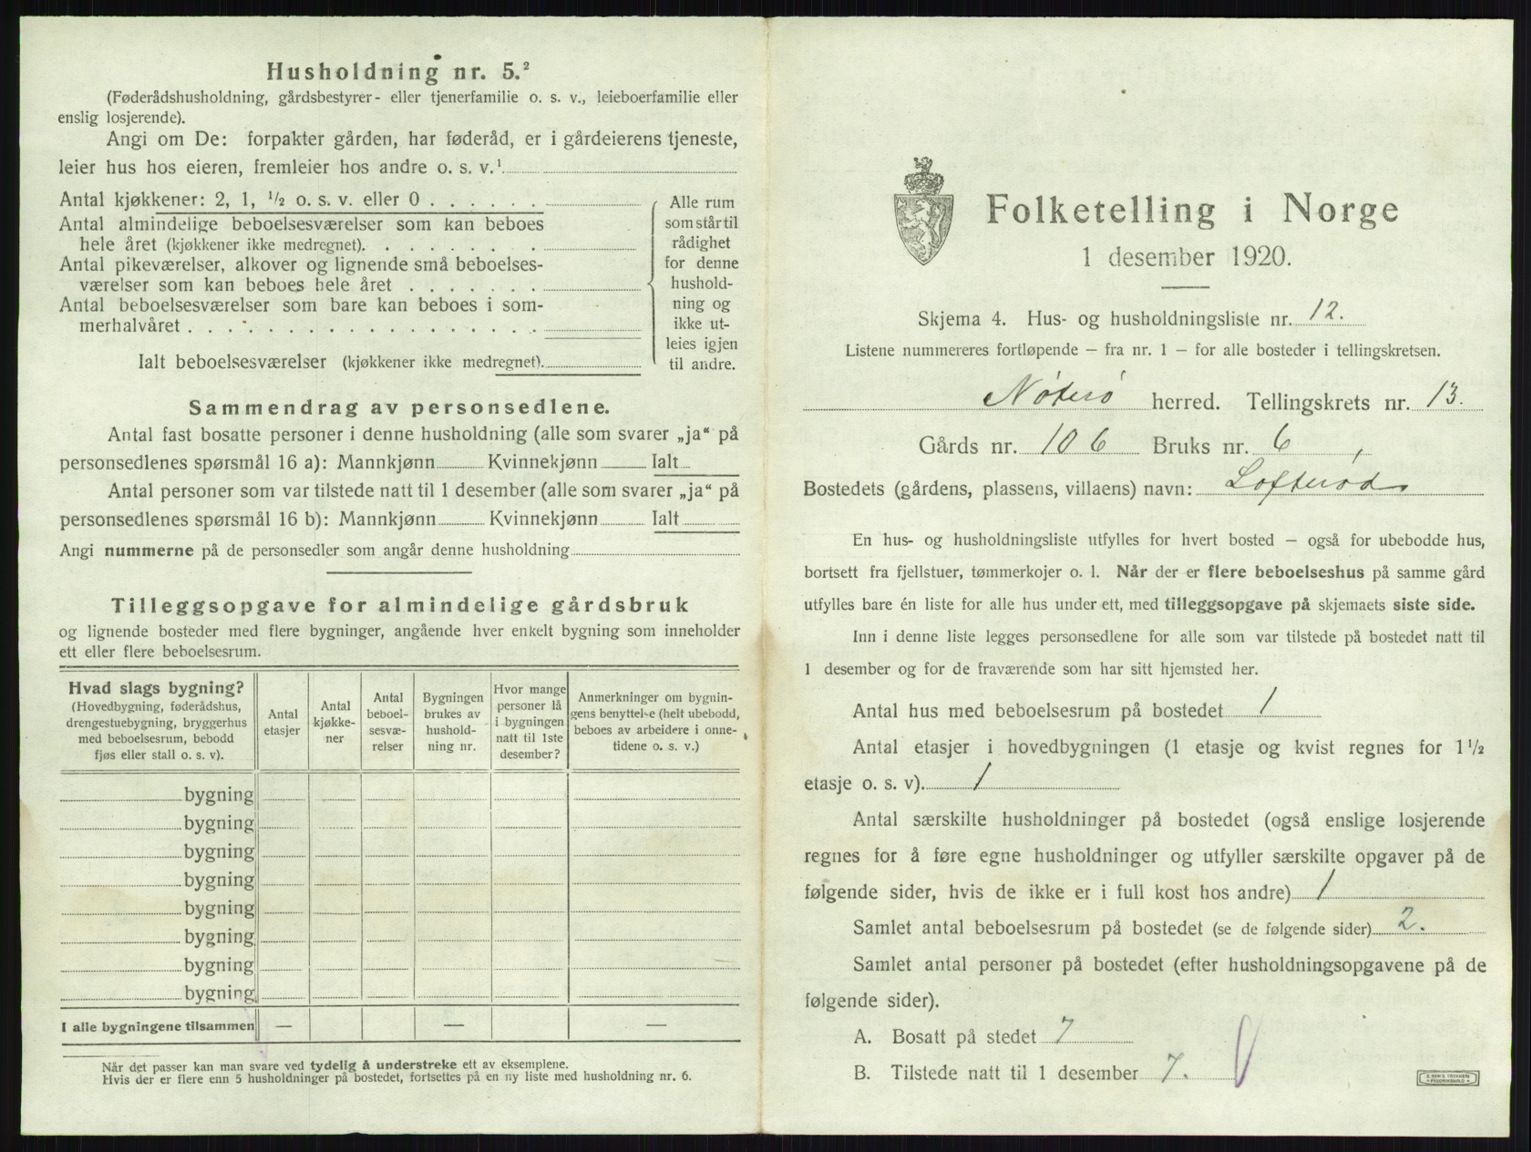 Husholdning nr. 5.²
(Føderådshusholdning, gårdsbestyrer- eller tjenerfamilie o. s. v., leieboerfamilie eller
enslig losjerende).
Angi om De: forpakter gården, har føderåd, er i gårdeierens tjeneste,
leier hus hos eieren, fremleier hos andre o. s. v.¹
Antal kjøkkener: 2, 1, ½ o. s. v. eller 0
Antal almindelige beboelsesværelser som kan beboes
hele året (kjøkkener ikke medregnet).
Antal pikeværelser, alkover og lignende små beboelses-
værelser som kan beboes hele året
Antal beboelsesværelser som bare kan beboes i som-
merhalvåret
Ialt beboelsesværelser (kjøkkener ikke medregnet).
Alle rum
som står til
rådighet
for denne
hushold-
ning og
ikke ut-
leies igjen
til andre.
Sammendrag av personsedlene.
Antal fast bosatte personer i denne husholdning (alle som svarer „ja“ på
personsedlenes spørsmål 16 a): Mannkjønn Kvinnekjønn Ialt
Antal personer som var tilstede natt til 1 desember (alle som svarer „ja“ på
personsedlenes spørsmål 16 b): Mannkjønn Kvinnekjønn Ialt
Angi nummerne på de personsedler som angår denne husholdning
Tilleggsopgave for almindelige gårdsbruk
og lignende bosteder med flere bygninger, angående hver enkelt bygning som inneholder
ett eller flere beboelsesrum.
Hvad slags bygning?
(Hovedbygning, føderådshus,
drengestuebygning, bryggerhus
med beboelsesrum, bebodd
fjøs eller stall o. s. v).
Antal
etasjer
Antal
kjøkke-
ner
Antal
beboel-
sesvæ-
relser
Bygningen
brukes av
hushold-
ning nr.
Hvor mange
personer lå
i bygningen
natt til 1ste
desember?
Anmerkninger om bygnin-
gens benyttelse (helt ubebodd,
beboes av arbeidere i onne-
tidene o. s. v.)
bygning
bygning
bygning
bygning
bygning
bygning
bygning
bygning
I alle bygningene tilsammen — — —
Når det passer kan man svare ved tydelig å understreke ett av eksemplene.
Hvis der er flere enn 5 husholdninger på bostedet, fortsettes på en ny liste med husholdning nr. 6.
Folketelling i Norge
1 desember 1920.
Skjema 4. Hus- og husholdningsliste nr. 12.
Listene nummereres fortløpende — fra nr. 1 — for alle bosteder i tellingskretsen.
Nøterø herred. Tellingskrets nr. 13.
Gårds nr. 106 Bruks nr. 6,
Bostedets (gårdens, plassens, villaens) navn: Lofterød
En hus- og husholdningsliste utfylles for hvert bosted — også for ubebodde hus,
bortsett fra fjellstuer, tømmerkojer o. l. Når der er flere beboelseshus på samme gård
utfylles bare én liste for alle hus under ett, med tilleggsopgave på skjemaets siste side.
Inn i denne liste legges personsedlene for alle som var tilstede på bostedet natt til
1 desember og for de fraværende som har sitt hjemsted her.
Antal hus med beboelsesrum på bostedet 1
Antal etasjer i hovedbygningen (1 etasje og kvist regnes for 1½
etasje o. s. v). 1
Antal særskilte husholdninger på bostedet (også enslige losjerende
regnes for å føre egne husholdninger og utfyller særskilte opgaver på de
følgende sider, hvis de ikke er i full kost hos andre) 1
Samlet antal beboelsesrum på bostedet (se de følgende sider) 2.
Samlet antal personer på bostedet (efter husholdningsopgavene på de
følgende sider).
A. Bosatt på stedet 7
B. Tilstede natt til 1 desember 7.